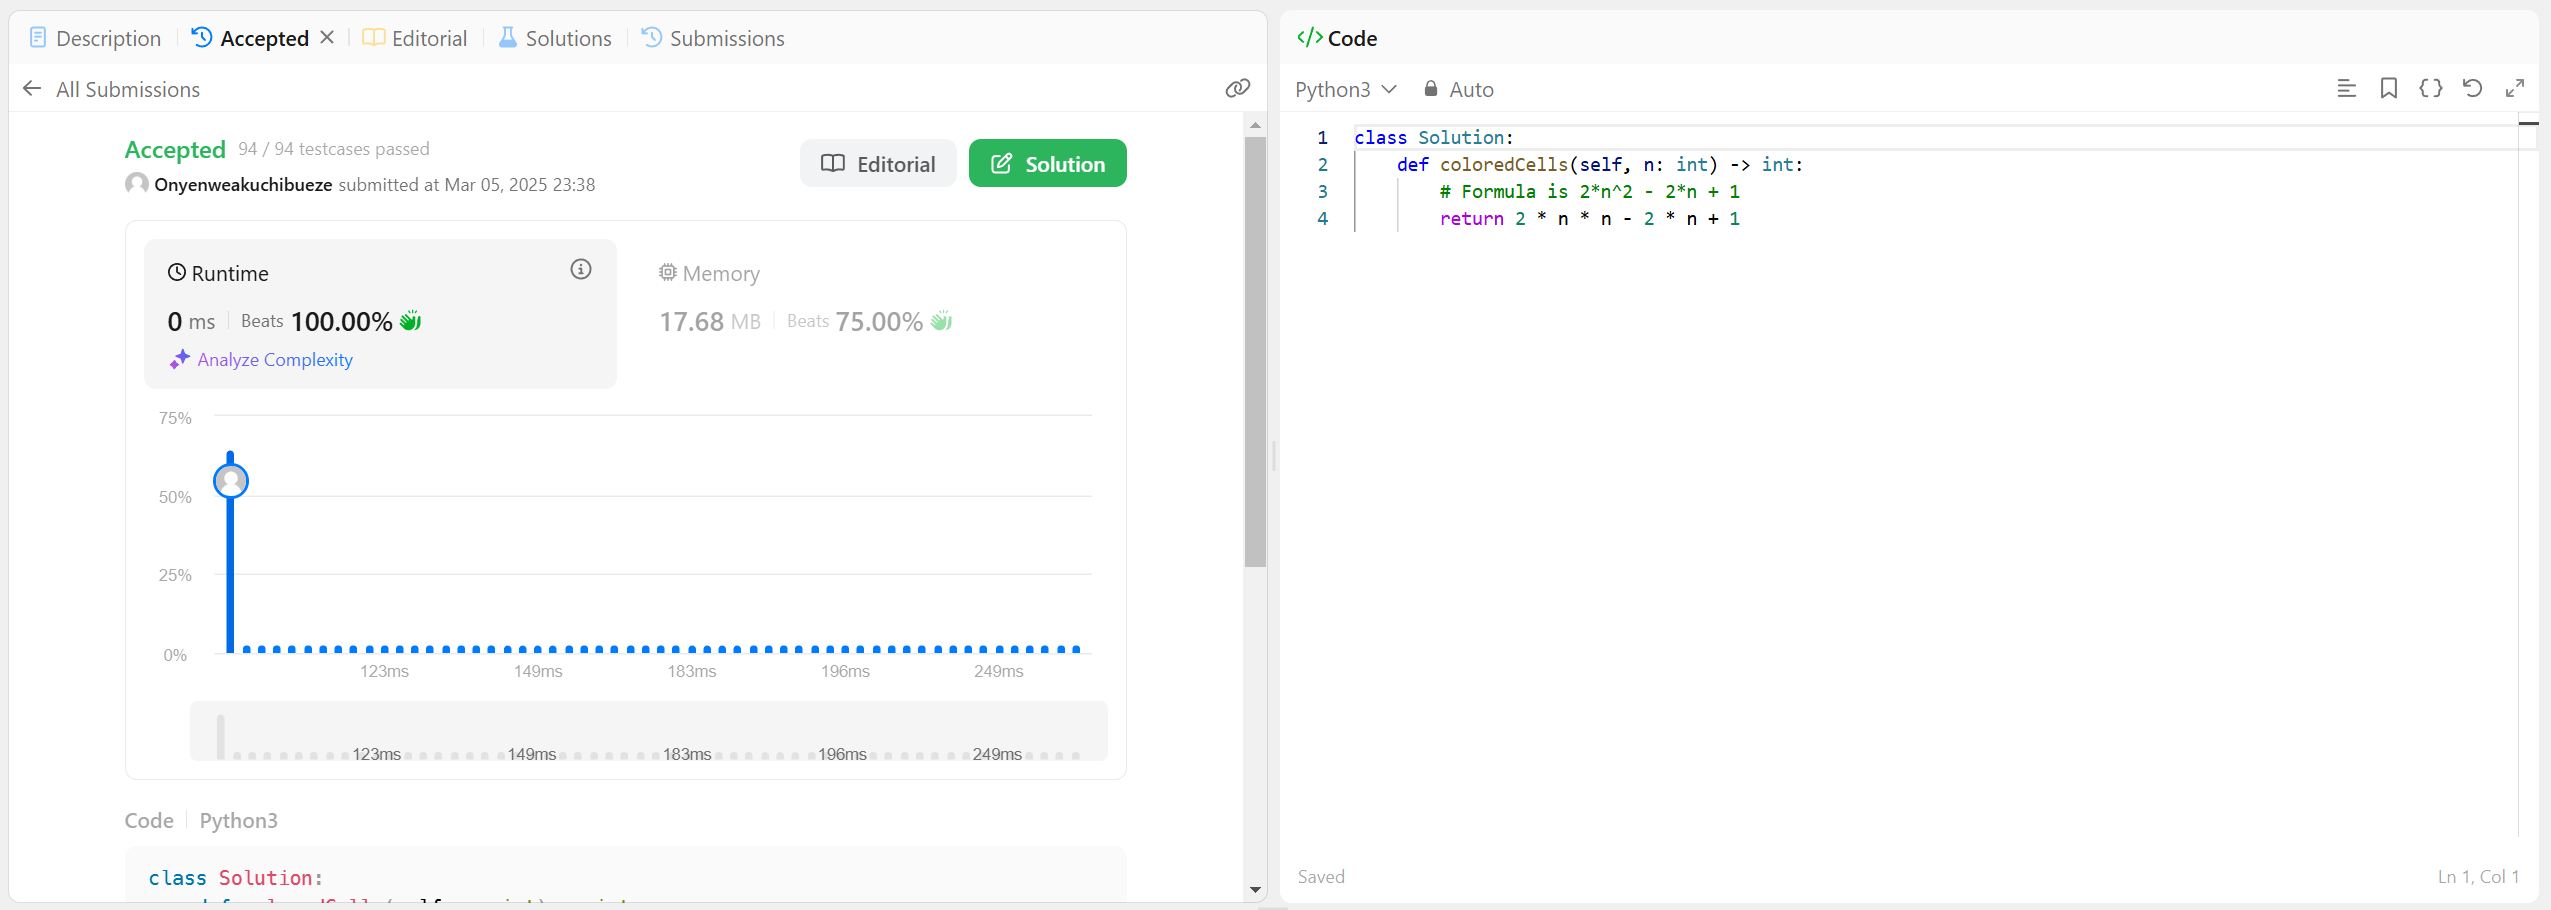 Description
Accepted
Editorial
Solutions
Submissions
All Submissions
Accepted 94 / 94 testcases passed
Onyenweakuchibueze submitted at Mar 05, 2025 23:38
Editorial
Solution
Runtime
0 ms Beats 100.00%
Analyze Complexity
Memory
17.68 MB Beats 75.00%
75%
50%
25%
0%
123ms 149ms 183ms 196ms 249ms
123ms 149ms 183ms 196ms 249ms
Code Python3
class Solution:
</> Code
Python3 Auto
1 class Solution:
2 def coloredCells(self, n: int) -> int:
3 # Formula is 2*n^2 - 2*n + 1
4 return 2 * n * n - 2 * n + 1
Saved
Ln 1, Col 1